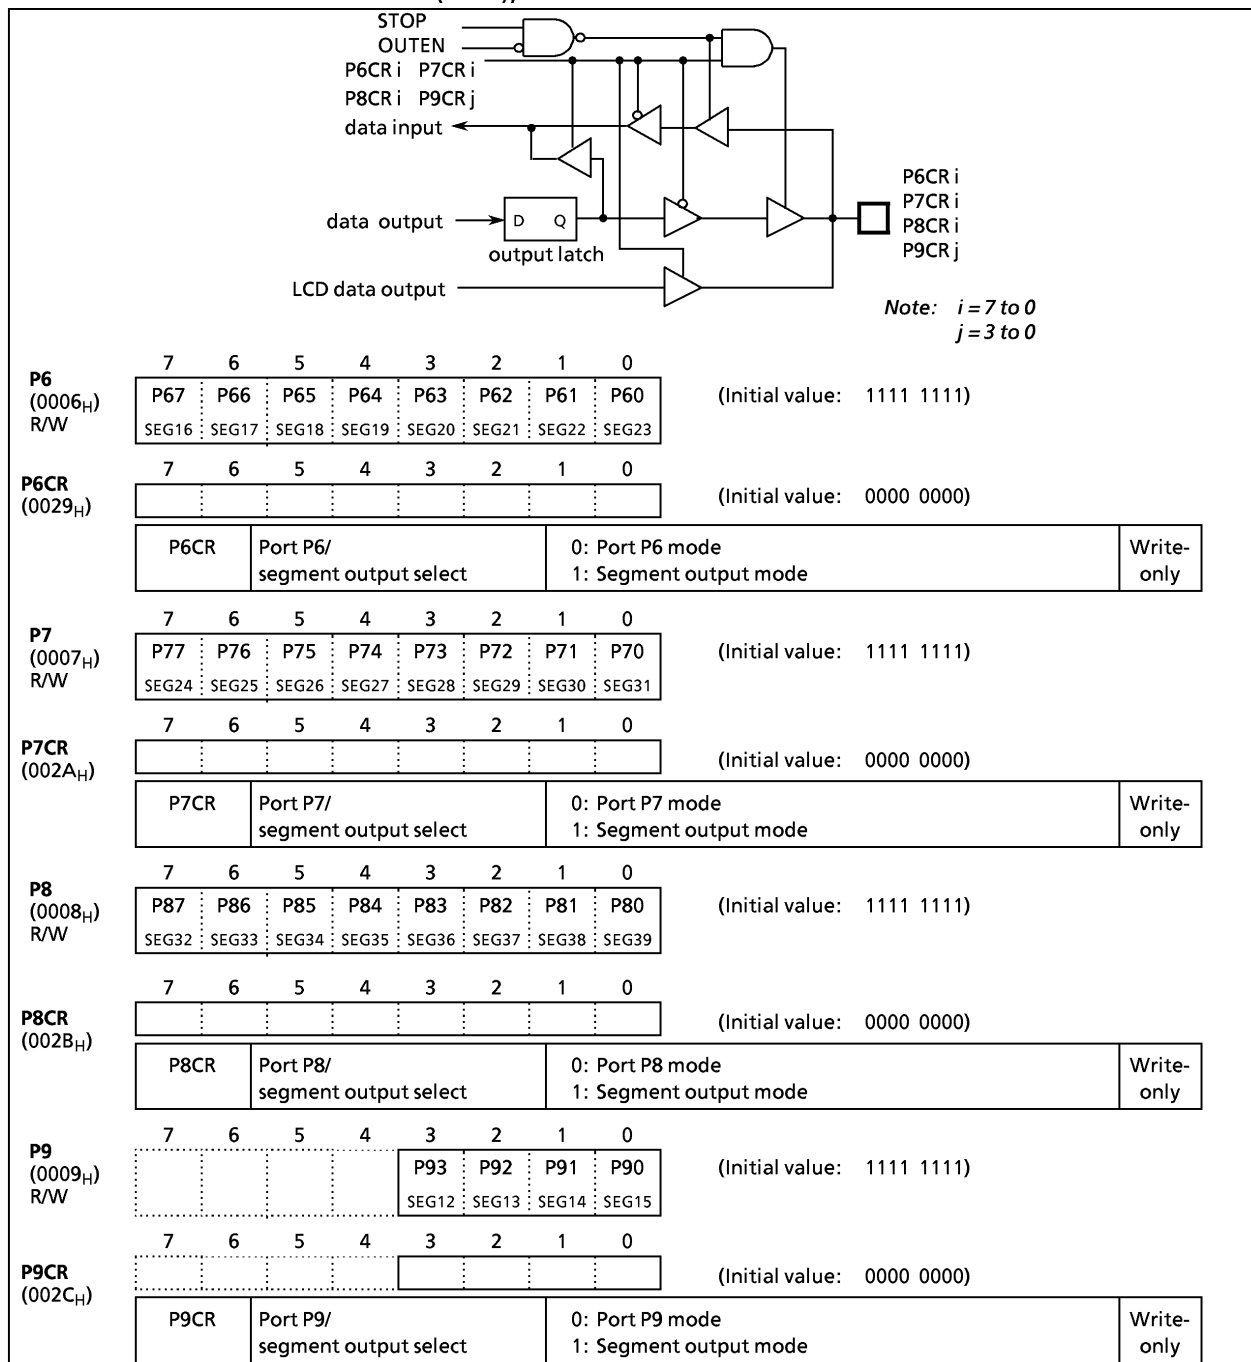 STOP
OUTEN
P6CR i P7CR i
P8CR i P9CR j
data input
P6CR i
P7CR i
P8CR i
P9CR j
data output
D Q
output latch
LCD data output
Note: i = 7 to 0
j = 3 to 0
7 6 5 4 3 2 1 0
P6
(0006H)
R/W
P67 P66 P65 P64 P63 P62 P61 P60
SEG16 SEG17 SEG18 SEG19 SEG20 SEG21 SEG22 SEG23
(Initial value: 1111 1111)
7 6 5 4 3 2 1 0
P6CR
(0029H)
(Initial value: 0000 0000)
P6CR
Port P6/
segment output select
0: Port P6 mode
1: Segment output mode
Write-
only
7 6 5 4 3 2 1 0
P7
(0007H)
R/W
P77 P76 P75 P74 P73 P72 P71 P70
SEG24 SEG25 SEG26 SEG27 SEG28 SEG29 SEG30 SEG31
(Initial value: 1111 1111)
7 6 5 4 3 2 1 0
P7CR
(002AH)
(Initial value: 0000 0000)
P7CR
Port P7/
segment output select
0: Port P7 mode
1: Segment output mode
Write-
only
7 6 5 4 3 2 1 0
P8
(0008H)
R/W
P87 P86 P85 P84 P83 P82 P81 P80
SEG32 SEG33 SEG34 SEG35 SEG36 SEG37 SEG38 SEG39
(Initial value: 1111 1111)
7 6 5 4 3 2 1 0
P8CR
(002BH)
(Initial value: 0000 0000)
P8CR
Port P8/
segment output select
0: Port P8 mode
1: Segment output mode
Write-
only
7 6 5 4 3 2 1 0
P9
(0009H)
R/W
P93 P92 P91 P90
SEG12 SEG13 SEG14 SEG15
(Initial value: 1111 1111)
7 6 5 4 3 2 1 0
P9CR
(002CH)
(Initial value: 0000 0000)
P9CR
Port P9/
segment output select
0: Port P9 mode
1: Segment output mode
Write-
only